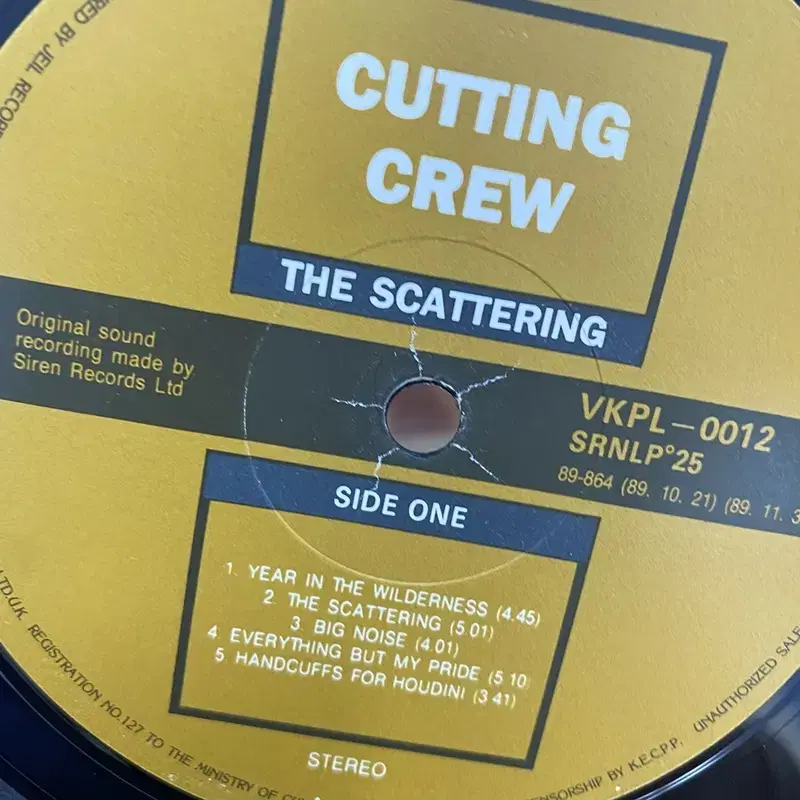 CUTTING
CREW
THE SCATTERING
Original sound
recording made by
Siren Records Ltd
VKPL-0012
SRNLP°25
89-864 (89. 10. 21) (89. 11.
SIDE ONE
1. YEAR IN THE WILDERNESS (4.45)
2. THE SCATTERING (5.01)
3. BIG NOISE (4.01)
4. EVERYTHING BUT MY PRIDE (5 10)
5. HANDCUFFS FOR HOUDINI (3 41)
STEREO
BY JEIL
LTD.U.K. REGISTRATION NO.127 TO THE MINISTRY OF
BY K.E.C.P.P. UNAUTHORIZED SALE